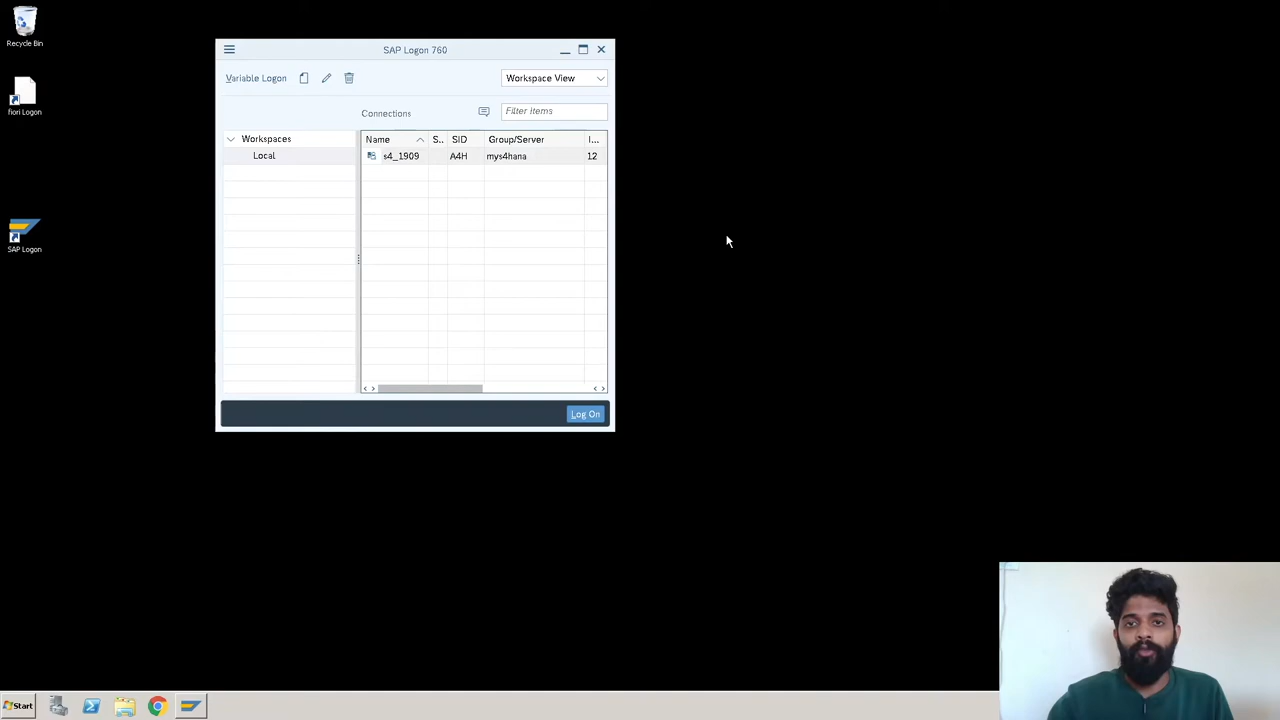 Recycle Bin
fiori Logon
SAP Logon
SAP Logon 760
Variable Logon
Workspace View
Connections
Filter items
Workspaces
Local
Name S.. SID Group/Server I...
s4_1909 A4H mys4hana 12
Log On
Start